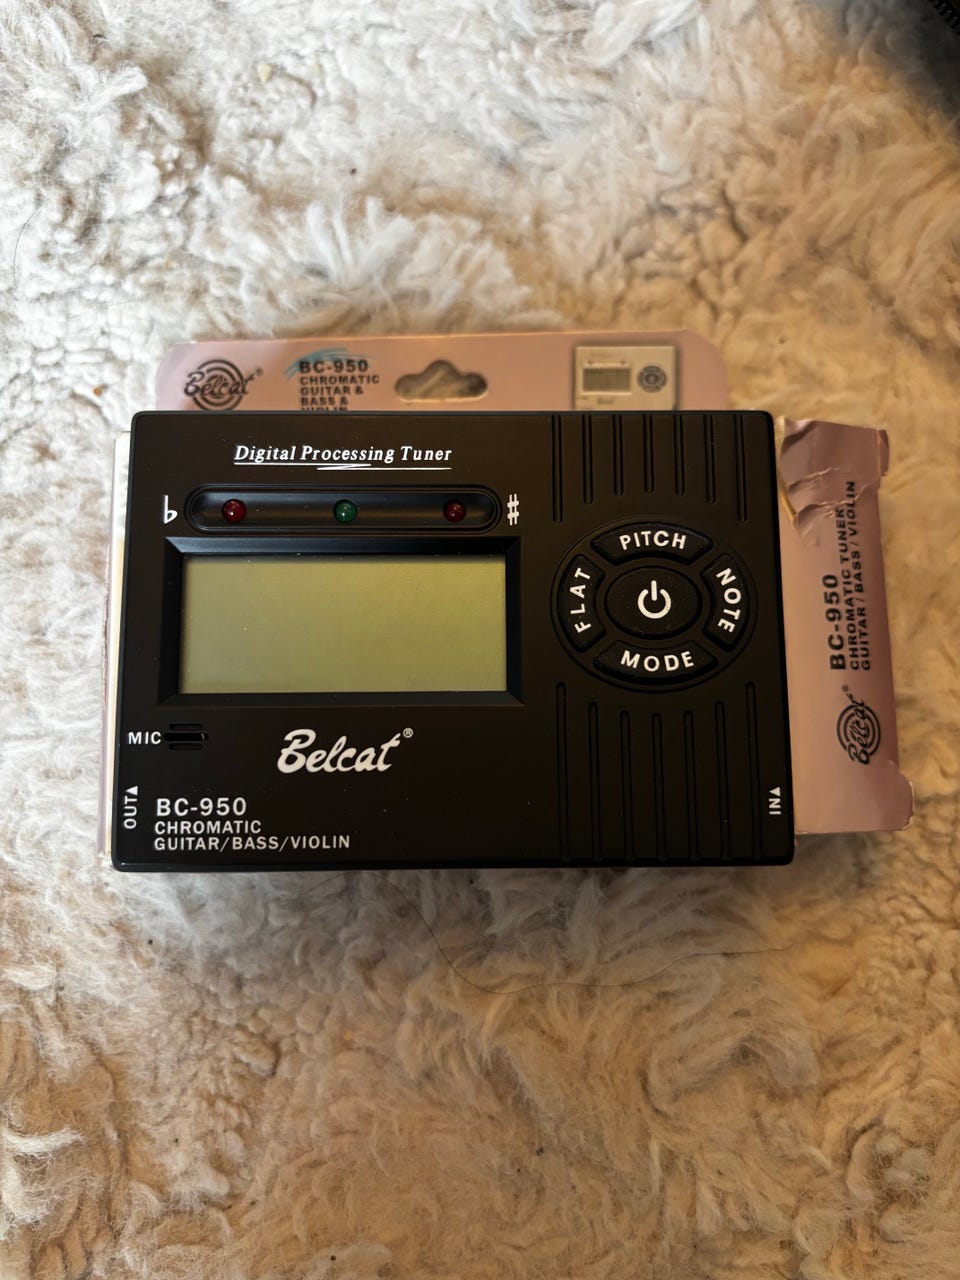 Belcat®
BC-950
CHROMATIC
GUITAR &
BASS &
VIOLIN
Digital Processing Tuner
♭
♯
PITCH
FLAT
NOTE
MODE
MIC
Belcat®
OUT▲
BC-950
CHROMATIC
GUITAR/BASS/VIOLIN
IN▲
BC-950
CHROMATIC TUNER
GUITAR/BASS/VIOLIN
Belcat®